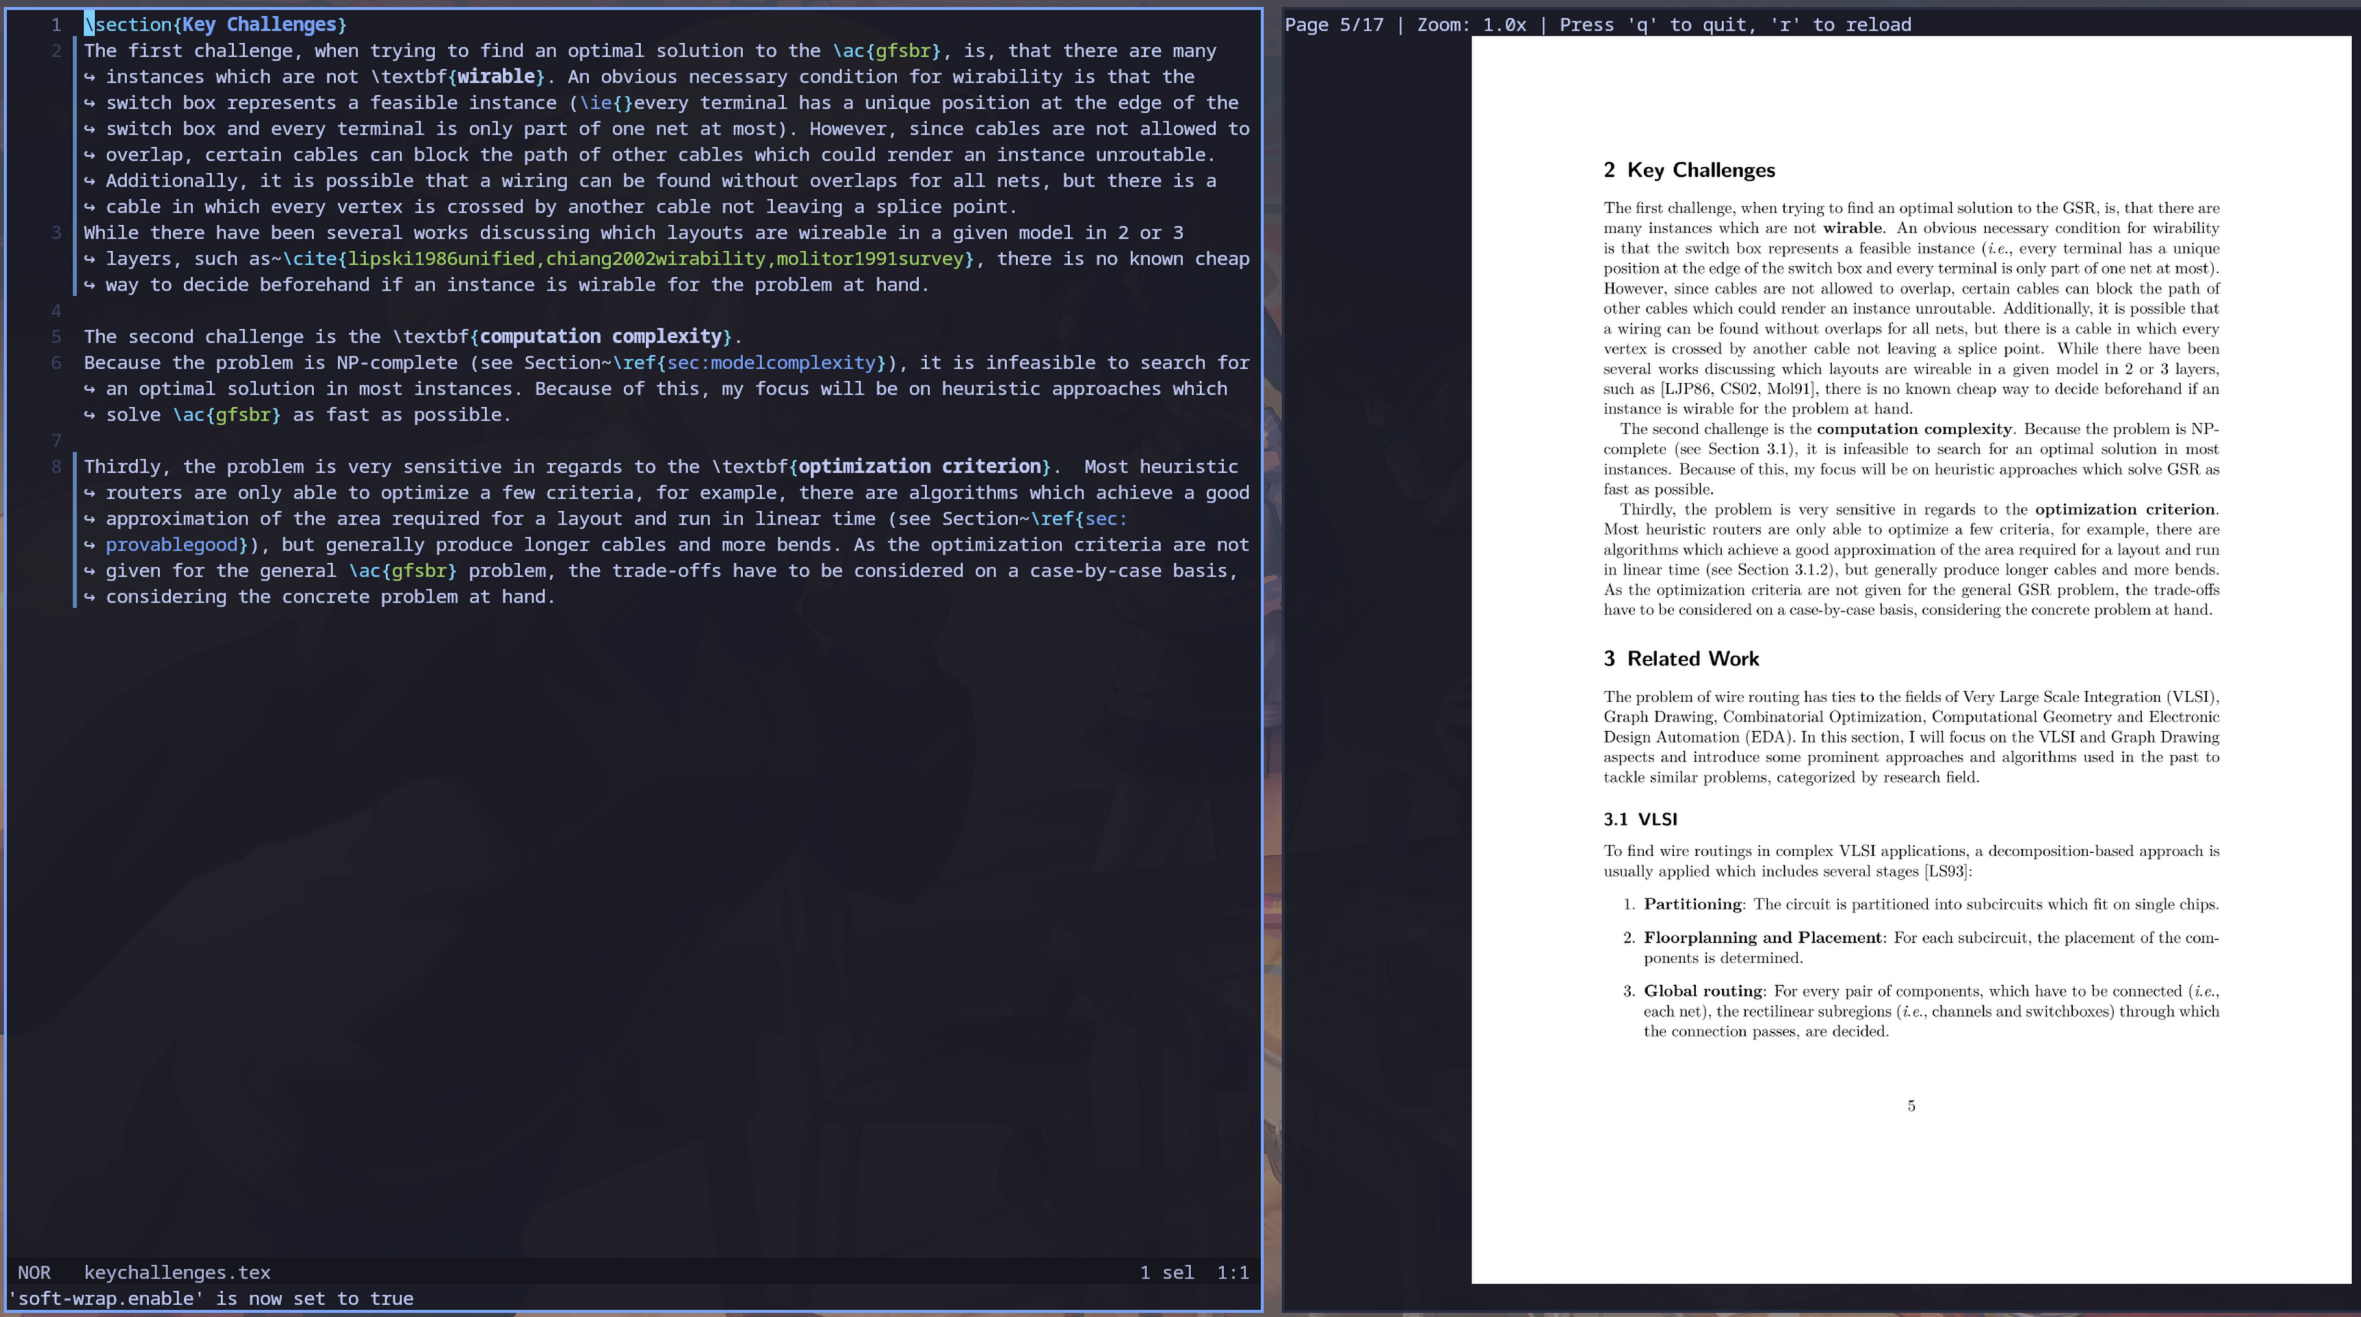 1 \section{Key Challenges}
2 The first challenge, when trying to find an optimal solution to the \ac{gfsbr}, is, that there are many
↪ instances which are not \textbf{wirable}. An obvious necessary condition for wirability is that the
↪ switch box represents a feasible instance (\ie{}every terminal has a unique position at the edge of the
↪ switch box and every terminal is only part of one net at most). However, since cables are not allowed to
↪ overlap, certain cables can block the path of other cables which could render an instance unroutable.
↪ Additionally, it is possible that a wiring can be found without overlaps for all nets, but there is a
↪ cable in which every vertex is crossed by another cable not leaving a splice point.
3 While there have been several works discussing which layouts are wireable in a given model in 2 or 3
↪ layers, such as~\cite{lipski1986unified,chiang2002wirability,molitor1991survey}, there is no known cheap
↪ way to decide beforehand if an instance is wirable for the problem at hand.
4
5 The second challenge is the \textbf{computation complexity}.
6 Because the problem is NP-complete (see Section~\ref{sec:modelcomplexity}), it is infeasible to search for
↪ an optimal solution in most instances. Because of this, my focus will be on heuristic approaches which
↪ solve \ac{gfsbr} as fast as possible.
7
8 Thirdly, the problem is very sensitive in regards to the \textbf{optimization criterion}.  Most heuristic
↪ routers are only able to optimize a few criteria, for example, there are algorithms which achieve a good
↪ approximation of the area required for a layout and run in linear time (see Section~\ref{sec:
↪ provablegood}), but generally produce longer cables and more bends. As the optimization criteria are not
↪ given for the general \ac{gfsbr} problem, the trade-offs have to be considered on a case-by-case basis,
↪ considering the concrete problem at hand.
NOR keychallenges.tex 1 sel 1:1
'soft-wrap.enable' is now set to true
Page 5/17 | Zoom: 1.0x | Press 'q' to quit, 'r' to reload
2 Key Challenges
The first challenge, when trying to find an optimal solution to the GSR, is, that there are
many instances which are not wirable. An obvious necessary condition for wirability
is that the switch box represents a feasible instance (i.e., every terminal has a unique
position at the edge of the switch box and every terminal is only part of one net at most).
However, since cables are not allowed to overlap, certain cables can block the path of
other cables which could render an instance unroutable. Additionally, it is possible that
a wiring can be found without overlaps for all nets, but there is a cable in which every
vertex is crossed by another cable not leaving a splice point. While there have been
several works discussing which layouts are wireable in a given model in 2 or 3 layers,
such as [LJP86, CS02, Mol91], there is no known cheap way to decide beforehand if an
instance is wirable for the problem at hand.
The second challenge is the computation complexity. Because the problem is NP-
complete (see Section 3.1), it is infeasible to search for an optimal solution in most
instances. Because of this, my focus will be on heuristic approaches which solve GSR as
fast as possible.
Thirdly, the problem is very sensitive in regards to the optimization criterion.
Most heuristic routers are only able to optimize a few criteria, for example, there are
algorithms which achieve a good approximation of the area required for a layout and run
in linear time (see Section 3.1.2), but generally produce longer cables and more bends.
As the optimization criteria are not given for the general GSR problem, the trade-offs
have to be considered on a case-by-case basis, considering the concrete problem at hand.
3 Related Work
The problem of wire routing has ties to the fields of Very Large Scale Integration (VLSI),
Graph Drawing, Combinatorial Optimization, Computational Geometry and Electronic
Design Automation (EDA). In this section, I will focus on the VLSI and Graph Drawing
aspects and introduce some prominent approaches and algorithms used in the past to
tackle similar problems, categorized by research field.
3.1 VLSI
To find wire routings in complex VLSI applications, a decomposition-based approach is
usually applied which includes several stages [LS93]:
1. Partitioning: The circuit is partitioned into subcircuits which fit on single chips.
2. Floorplanning and Placement: For each subcircuit, the placement of the com-
ponents is determined.
3. Global routing: For every pair of components, which have to be connected (i.e.,
each net), the rectilinear subregions (i.e., channels and switchboxes) through which
the connection passes, are decided.
5